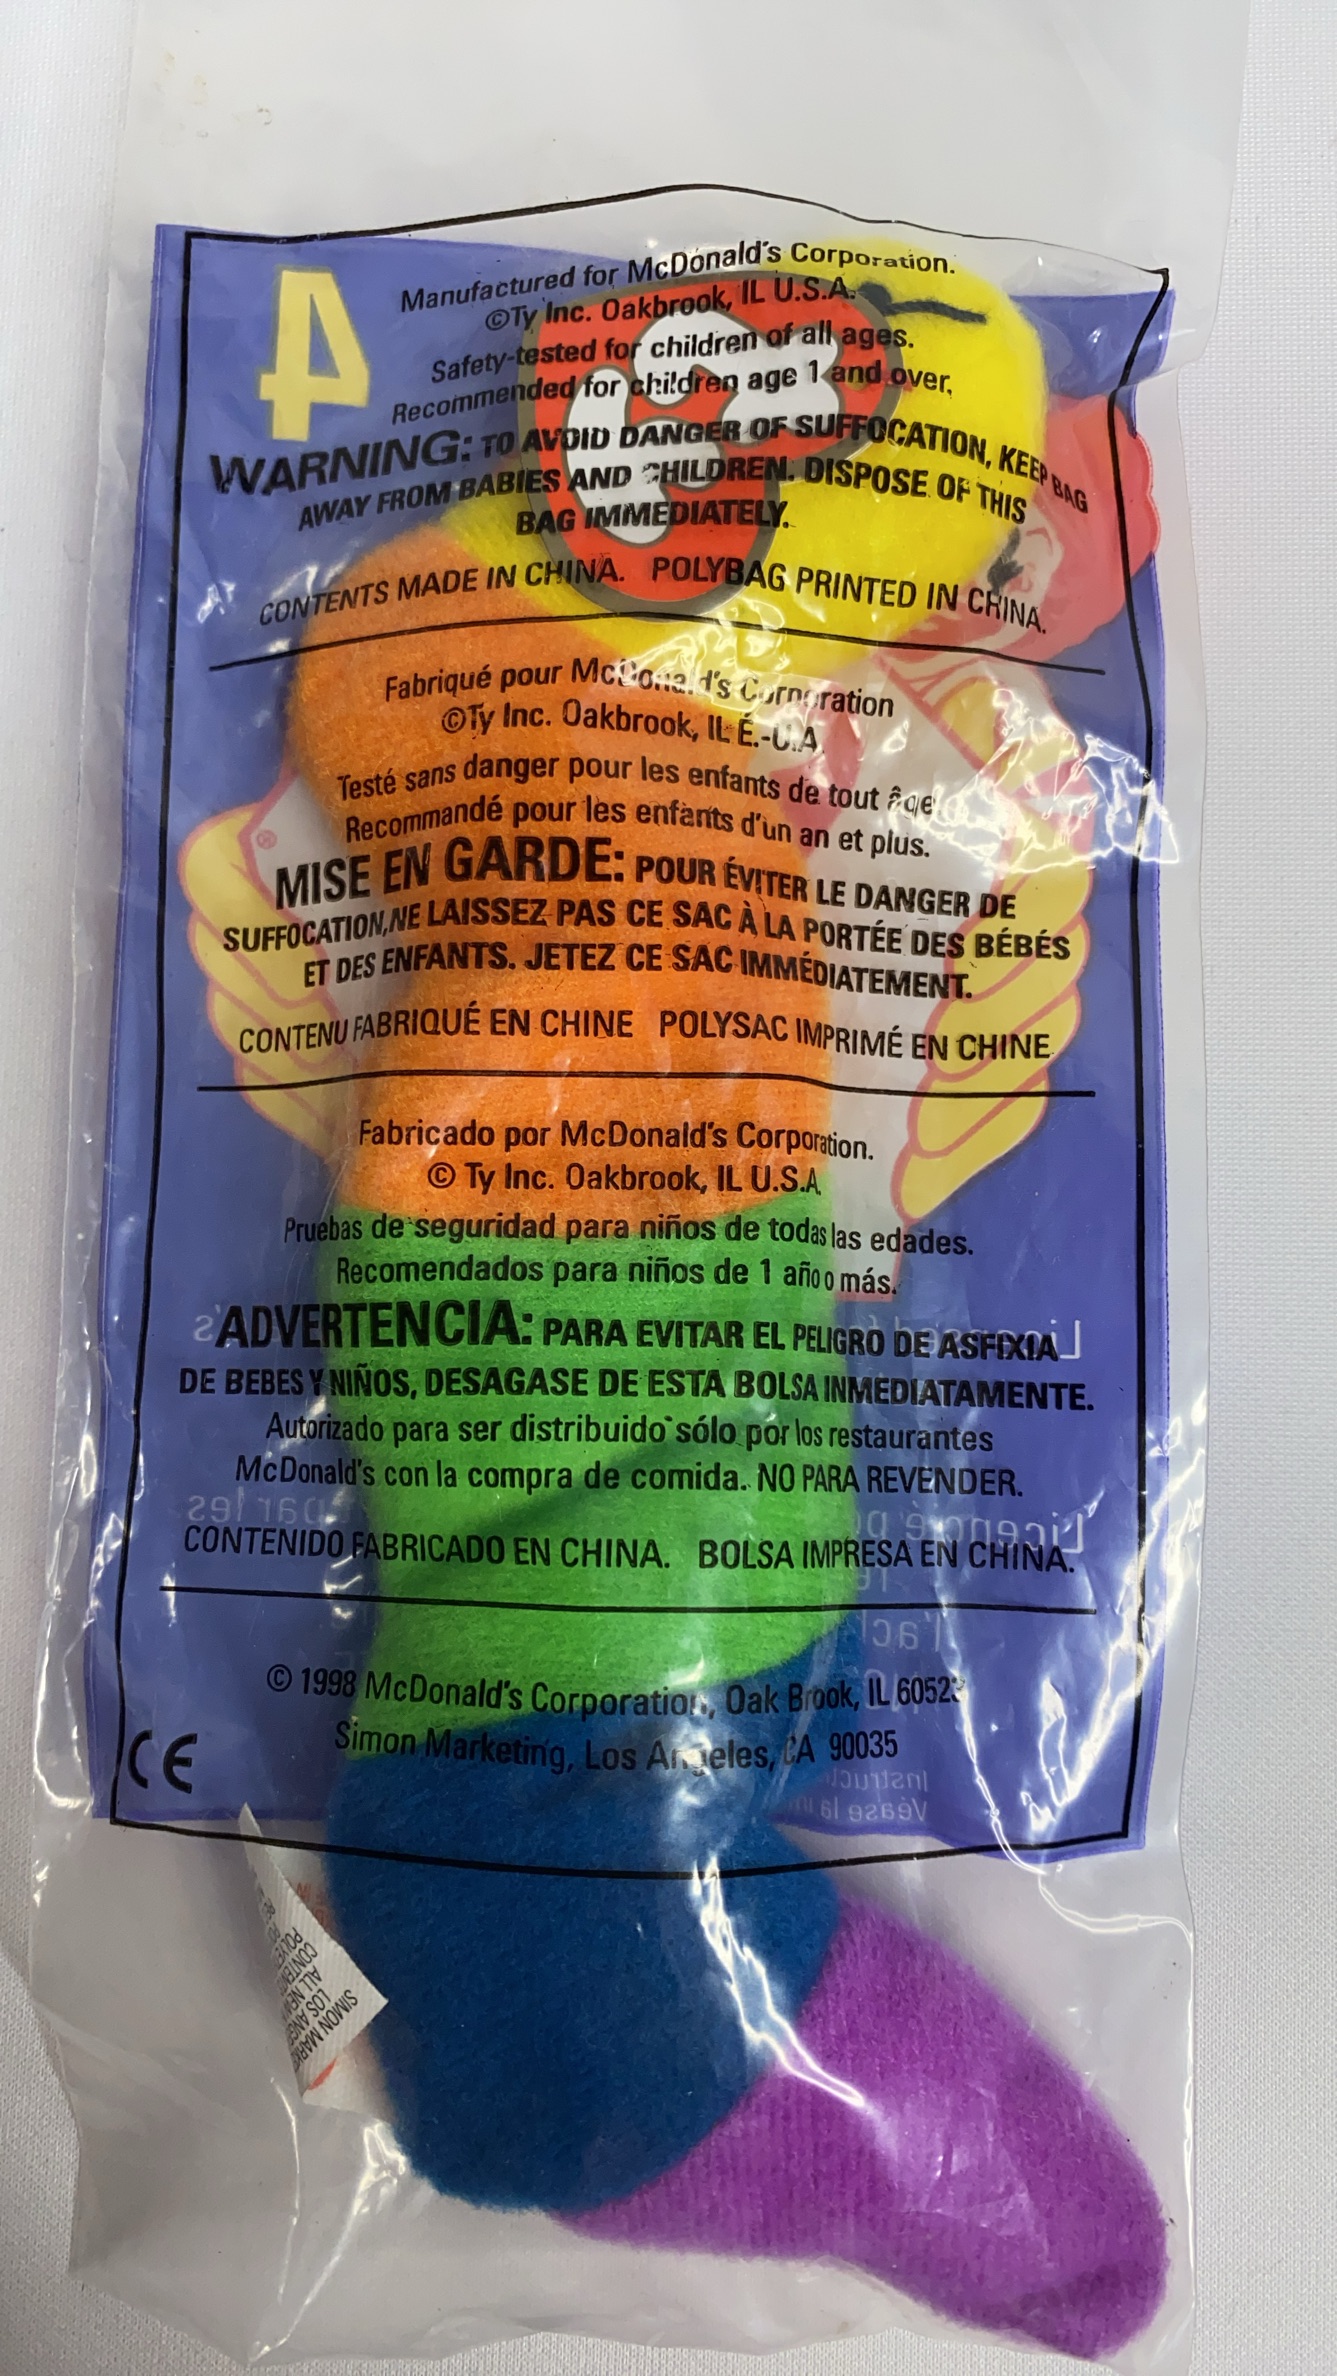 4
Manufactured for McDonald's Corporation.
©Ty Inc. Oakbrook, IL U.S.A.
Safety-tested for children of all ages.
Recommended for children age 1 and over.
WARNING: TO AVOID DANGER OF SUFFOCATION, KEEP BAG
AWAY FROM BABIES AND CHILDREN. DISPOSE OF THIS
BAG IMMEDIATELY.
CONTENTS MADE IN CHINA. POLYBAG PRINTED IN CHINA.
Fabriqué pour McDonald's Corporation
©Ty Inc. Oakbrook, IL É.-U.A.
Testé sans danger pour les enfants de tout âge.
Recommandé pour les enfants d'un an et plus.
MISE EN GARDE: POUR ÉVITER LE DANGER DE
SUFFOCATION,NE LAISSEZ PAS CE SAC À LA PORTÉE DES BÉBÉS
ET DES ENFANTS. JETEZ CE SAC IMMÉDIATEMENT.
CONTENU FABRIQUÉ EN CHINE POLYSAC IMPRIMÉ EN CHINE
Fabricado por McDonald's Corporation.
© Ty Inc. Oakbrook, IL U.S.A
Pruebas de seguridad para niños de todas las edades.
Recomendados para niños de 1 año o más.
ADVERTENCIA: PARA EVITAR EL PELIGRO DE ASFIXIA
DE BEBES Y NIÑOS, DESAGASE DE ESTA BOLSA INMEDIATAMENTE.
Autorizado para ser distribuido sólo por los restaurantes
McDonald's con la compra de comida. NO PARA REVENDER.
CONTENIDO FABRICADO EN CHINA. BOLSA IMPRESA EN CHINA.
© 1998 McDonald's Corporation, Oak Brook, IL 60523
Simon Marketing, Los Angeles, CA 90035
CE
ty
SIMON
LOS
ALL